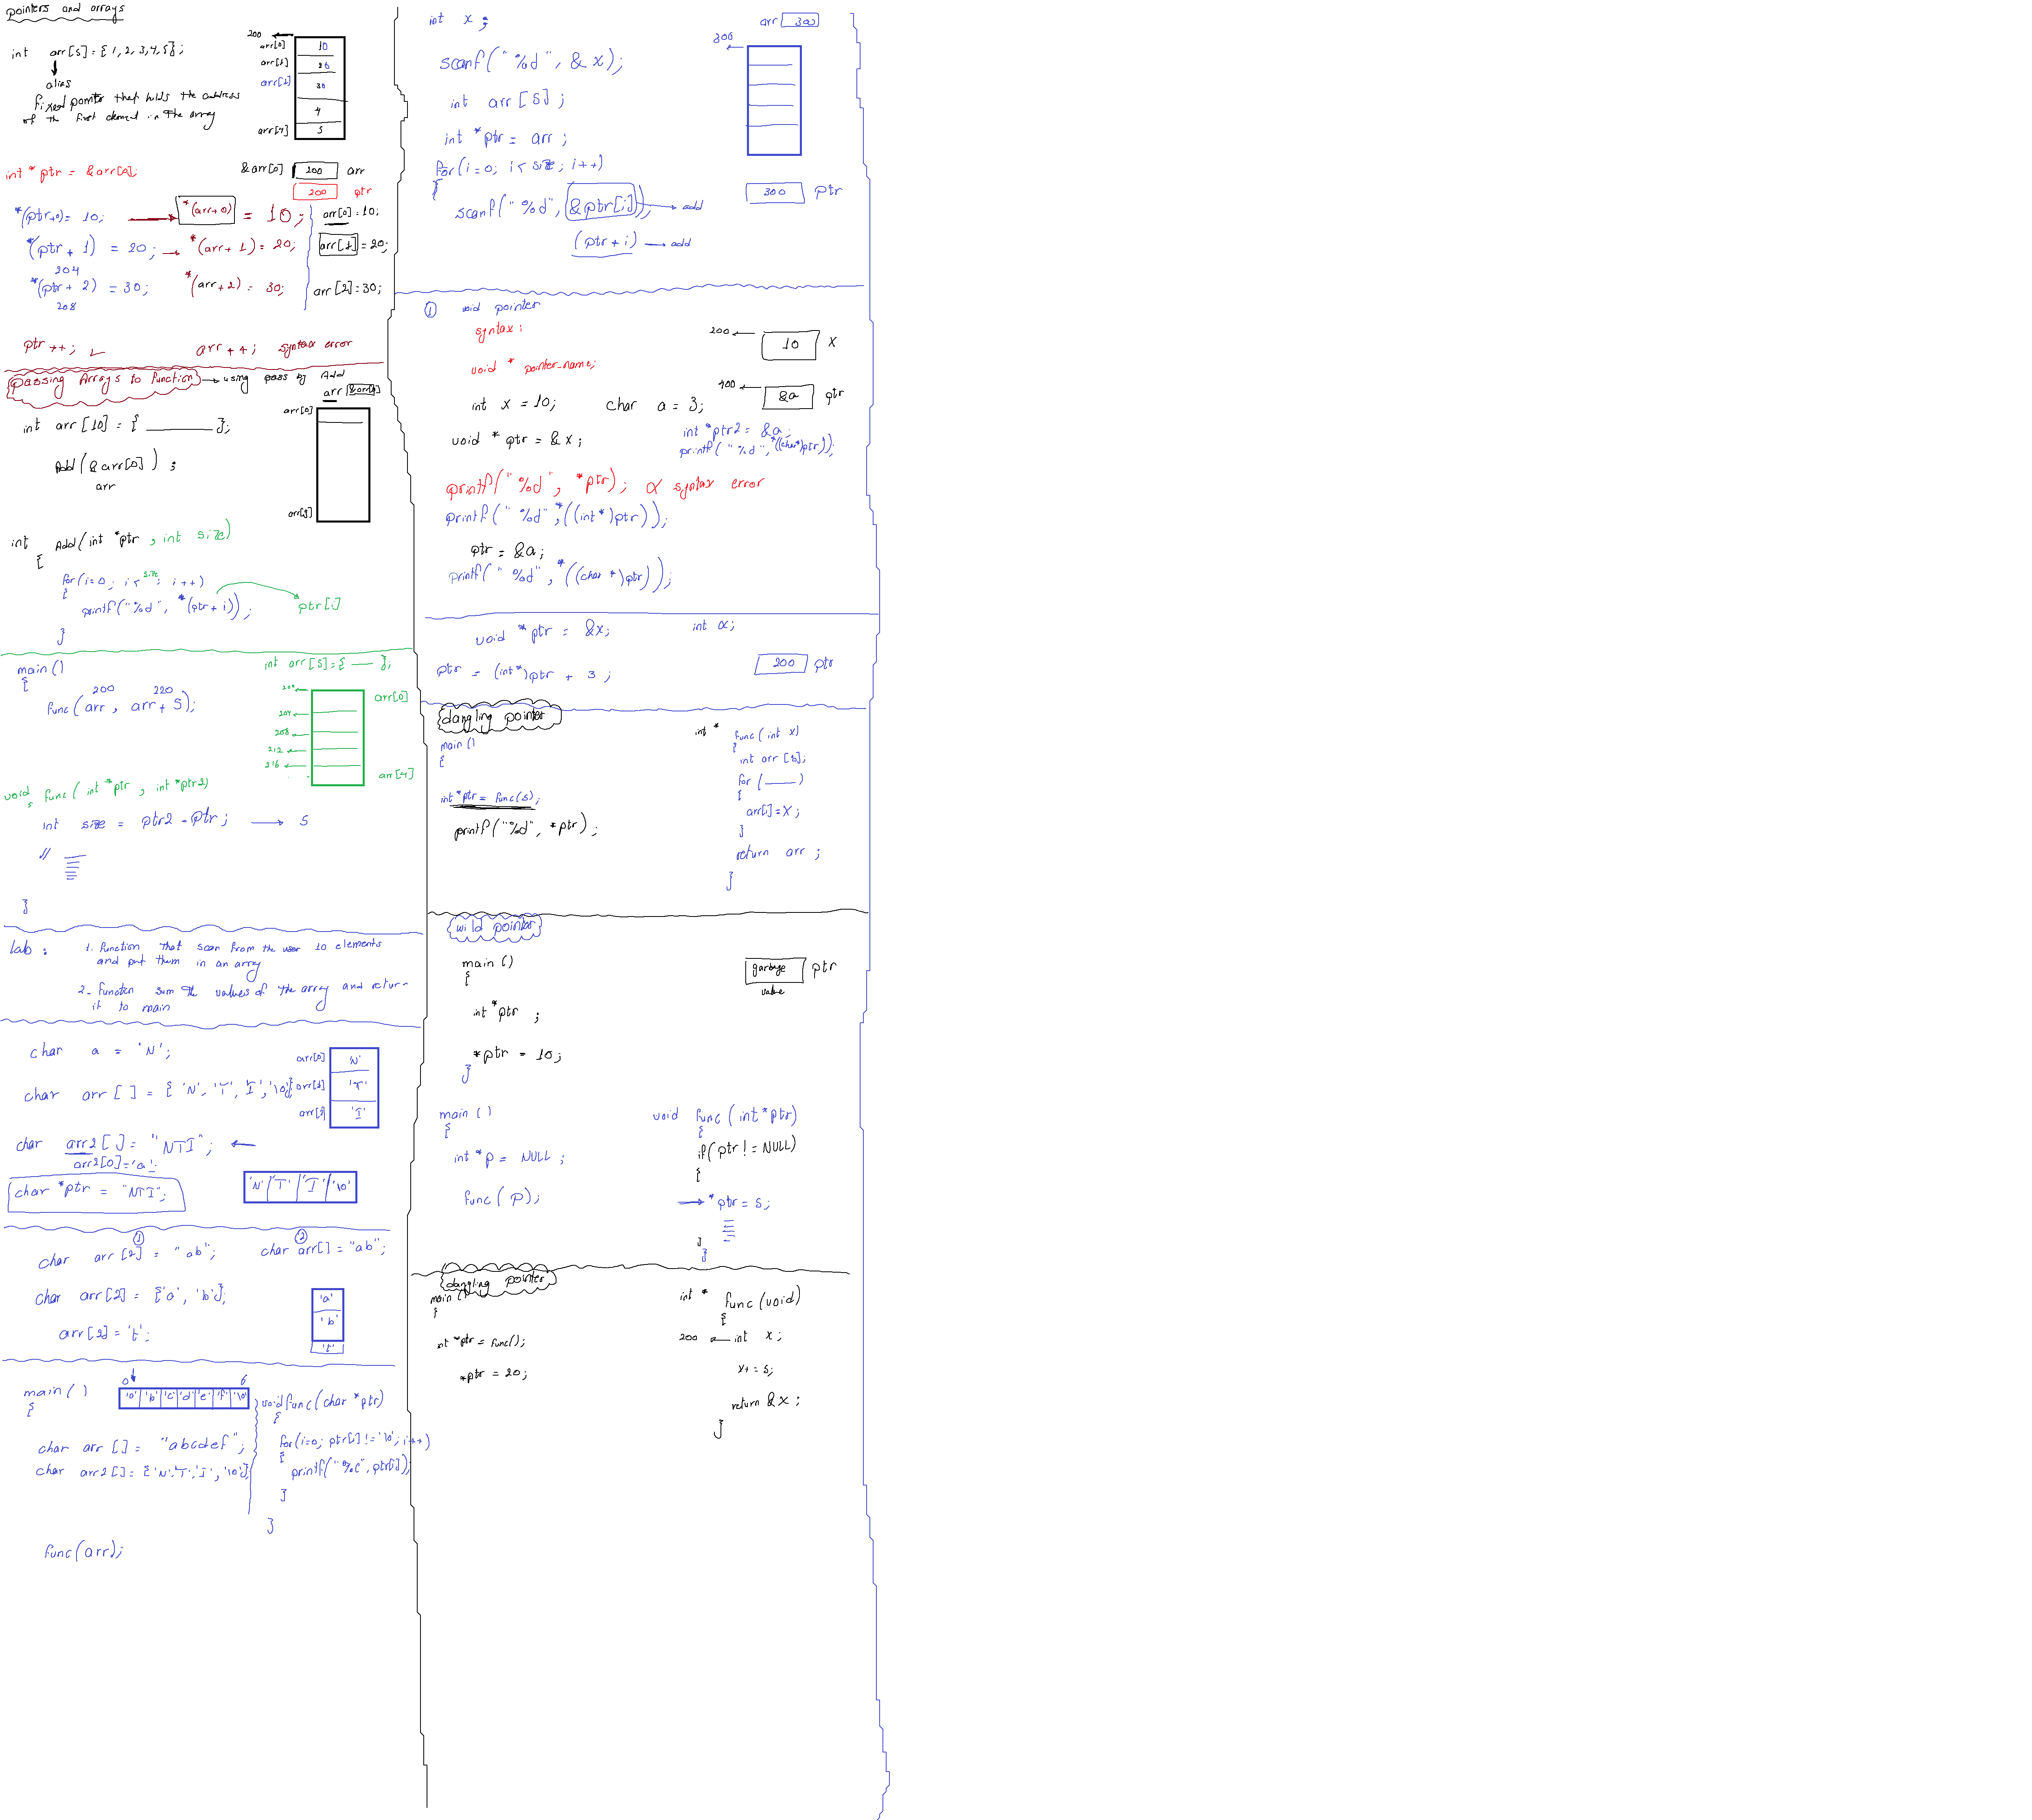 pointers and arrays
int arr[5] = { 1, 2, 3, 4, 5 };
alias
fixed pointer that holds the address
of the first element in the array
200
arr[0] 10
arr[1] 20
arr[2] 30
4
arr[4] 5
int * ptr = &arr[0];
&arr[0] 200 arr
200 ptr
*(ptr+0) = 10; *(arr+0) = 10; arr[0] = 10;
*(ptr + 1) = 20; *(arr + 1) = 20; arr[1] = 20;
204
*(ptr + 2) = 30; *(arr+2) = 30; arr[2] = 30;
208
ptr++; arr++; syntax error
passing Arrays to function using pass by Add
arr &arr[0]
int arr [10] = { };
arr[0]
Add(&arr[0]);
arr
arr[9]
int Add(int *ptr , int size)
{
for(i=0; i< size; i++)
{
printf("%d", *(ptr + i)); ptr[i]
}
main()
{
200 220
func(arr, arr+5);
int arr[5] = { };
200 arr[0]
204
208
212
216 arr[4]
void func( int *ptr , int *ptr2)
{
int size = ptr2 - ptr; 5
//
}
lab: 1. function that scan from the user 10 elements
and put them in an array
2- function sum the values of the array and retur-
it to main
char a = 'N';
char arr [ ] = { 'N', 'T', 'I', '\0'};
arr[0] 'N'
arr[1] 'T'
arr[2] 'I'
char arr2 [ ] = "NTI";
arr2[0]='a';
char *ptr = "NTI";
'N' 'T' 'I' '\0'
1 2
char arr [2] = "ab"; char arr[] = "ab";
char arr[2] = {'a', 'b'};
arr[2] = 't';
'a'
'b'
't'
main()
{
0 6
'a' 'b' 'c' 'd' 'e' 'f' '\0'
char arr [] = "abcdef";
char arr2[] = {'N','T','I','\0'};
func(arr);
void func(char *ptr)
{
for(i=0; ptr[i] != '\0'; i++)
{
printf("%c", ptr[i]);
}
}
int x ;
scanf("%d", & x);
int arr [5];
int *ptr = arr ;
for(i=0; i< size; i++)
{
scanf("%d", &ptr[i]); add
(ptr + i) add
arr 300
300
300 ptr
1 void pointer
syntax:
void * pointer-name;
200 10 x
400 &a ptr
int x = 10; char a = 3;
void * ptr = & x;
int *ptr2 = &a;
printf("%d", *((char*)ptr));
printf("%d", *ptr); syntax error
printf("%d", *((int*)ptr));
ptr = &a;
printf("%d", *((char *)ptr));
void *ptr = &x; int x;
ptr = (int*)ptr + 3 ;
200 ptr
dangling pointer
main()
{
int *ptr = func(5);
printf("%d", *ptr);
int * func( int x)
{
int arr [5];
for ( )
{
arr[i] = x;
}
return arr ;
}
wild pointer
main()
{
int *ptr ;
*ptr = 10;
}
garbage ptr
value
main()
{
int *p = NULL ;
func( p);
void func ( int *ptr)
{
if( ptr != NULL)
{
*ptr = 5;
}
}
dangling pointer
main()
{
int *ptr = func();
*ptr = 20;
int * func(void)
{
200 int x ;
x+ = 5;
return & x ;
}